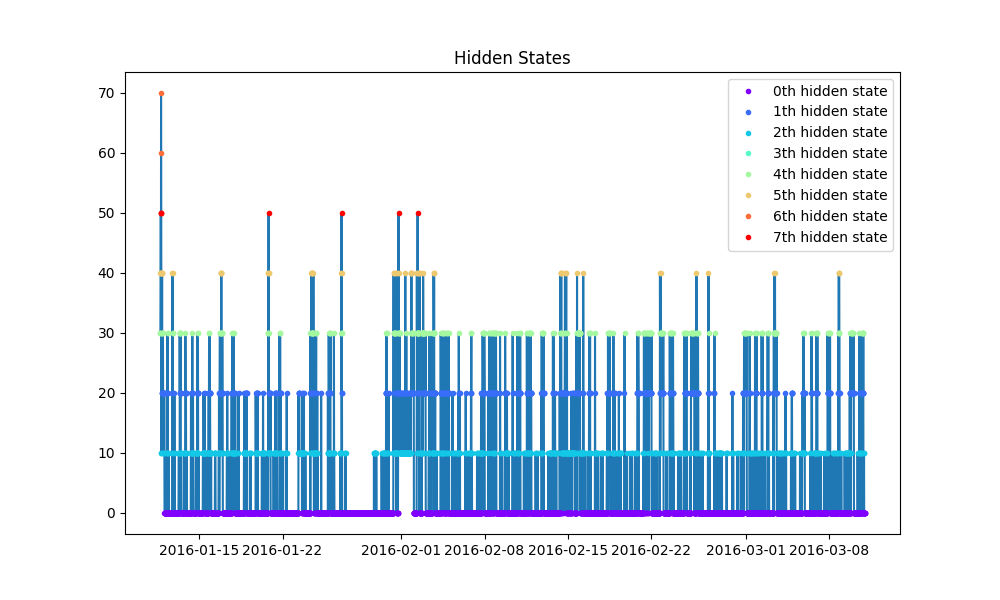 Hidden States
70
60
50
40
30
20
10
0
0th hidden state
1th hidden state
2th hidden state
3th hidden state
4th hidden state
5th hidden state
6th hidden state
7th hidden state
2016-01-15 2016-01-22 2016-02-01 2016-02-08 2016-02-15 2016-02-22 2016-03-01 2016-03-08